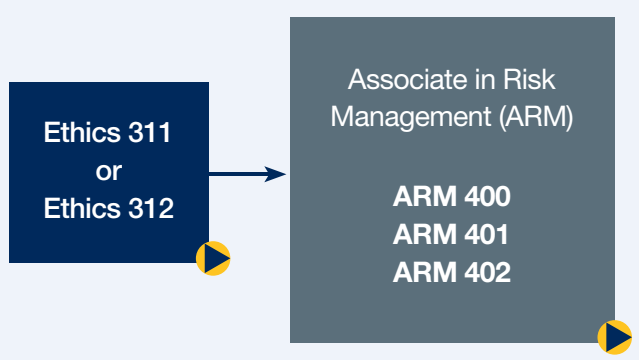 Ethics 311
or
Ethics 312
Associate in Risk
Management (ARM)
ARM 400
ARM 401
ARM 402